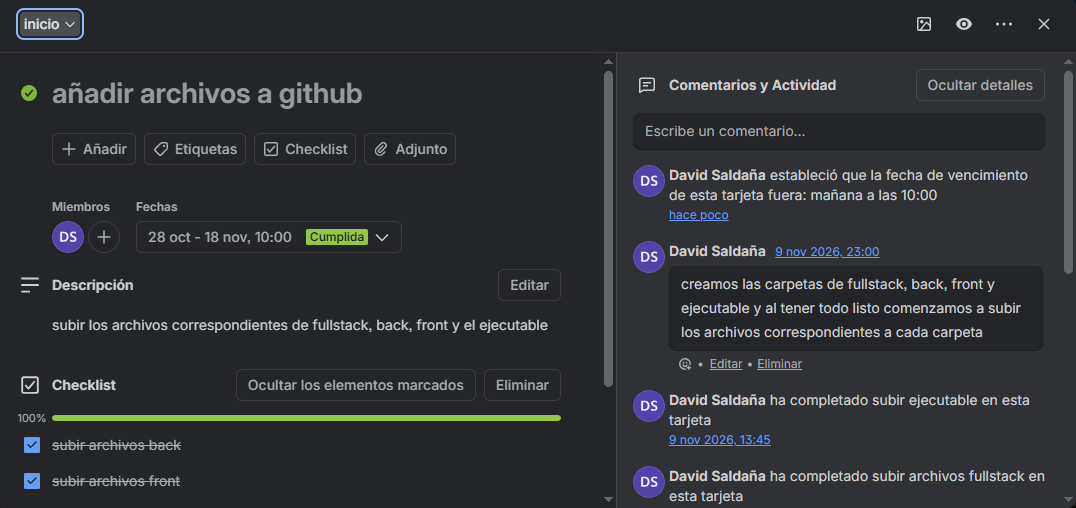 inicio
añadir archivos a github
Añadir
Etiquetas
Checklist
Adjunto
Miembros
Fechas
DS
28 oct - 18 nov, 10:00 Cumplida
Descripción
Editar
subir los archivos correspondientes de fullstack, back, front y el ejecutable
Checklist
Ocultar los elementos marcados
Eliminar
100%
subir archivos back
subir archivos front
Comentarios y Actividad
Ocultar detalles
Escribe un comentario...
DS
David Saldaña estableció que la fecha de vencimiento
de esta tarjeta fuera: mañana a las 10:00
hace poco
DS
David Saldaña 9 nov 2026, 23:00
creamos las carpetas de fullstack, back, front y
ejecutable y al tener todo listo comenzamos a subir
los archivos correspondientes a cada carpeta
• Editar • Eliminar
DS
David Saldaña ha completado subir ejecutable en esta
tarjeta
9 nov 2026, 13:45
DS
David Saldaña ha completado subir archivos fullstack en
esta tarjeta